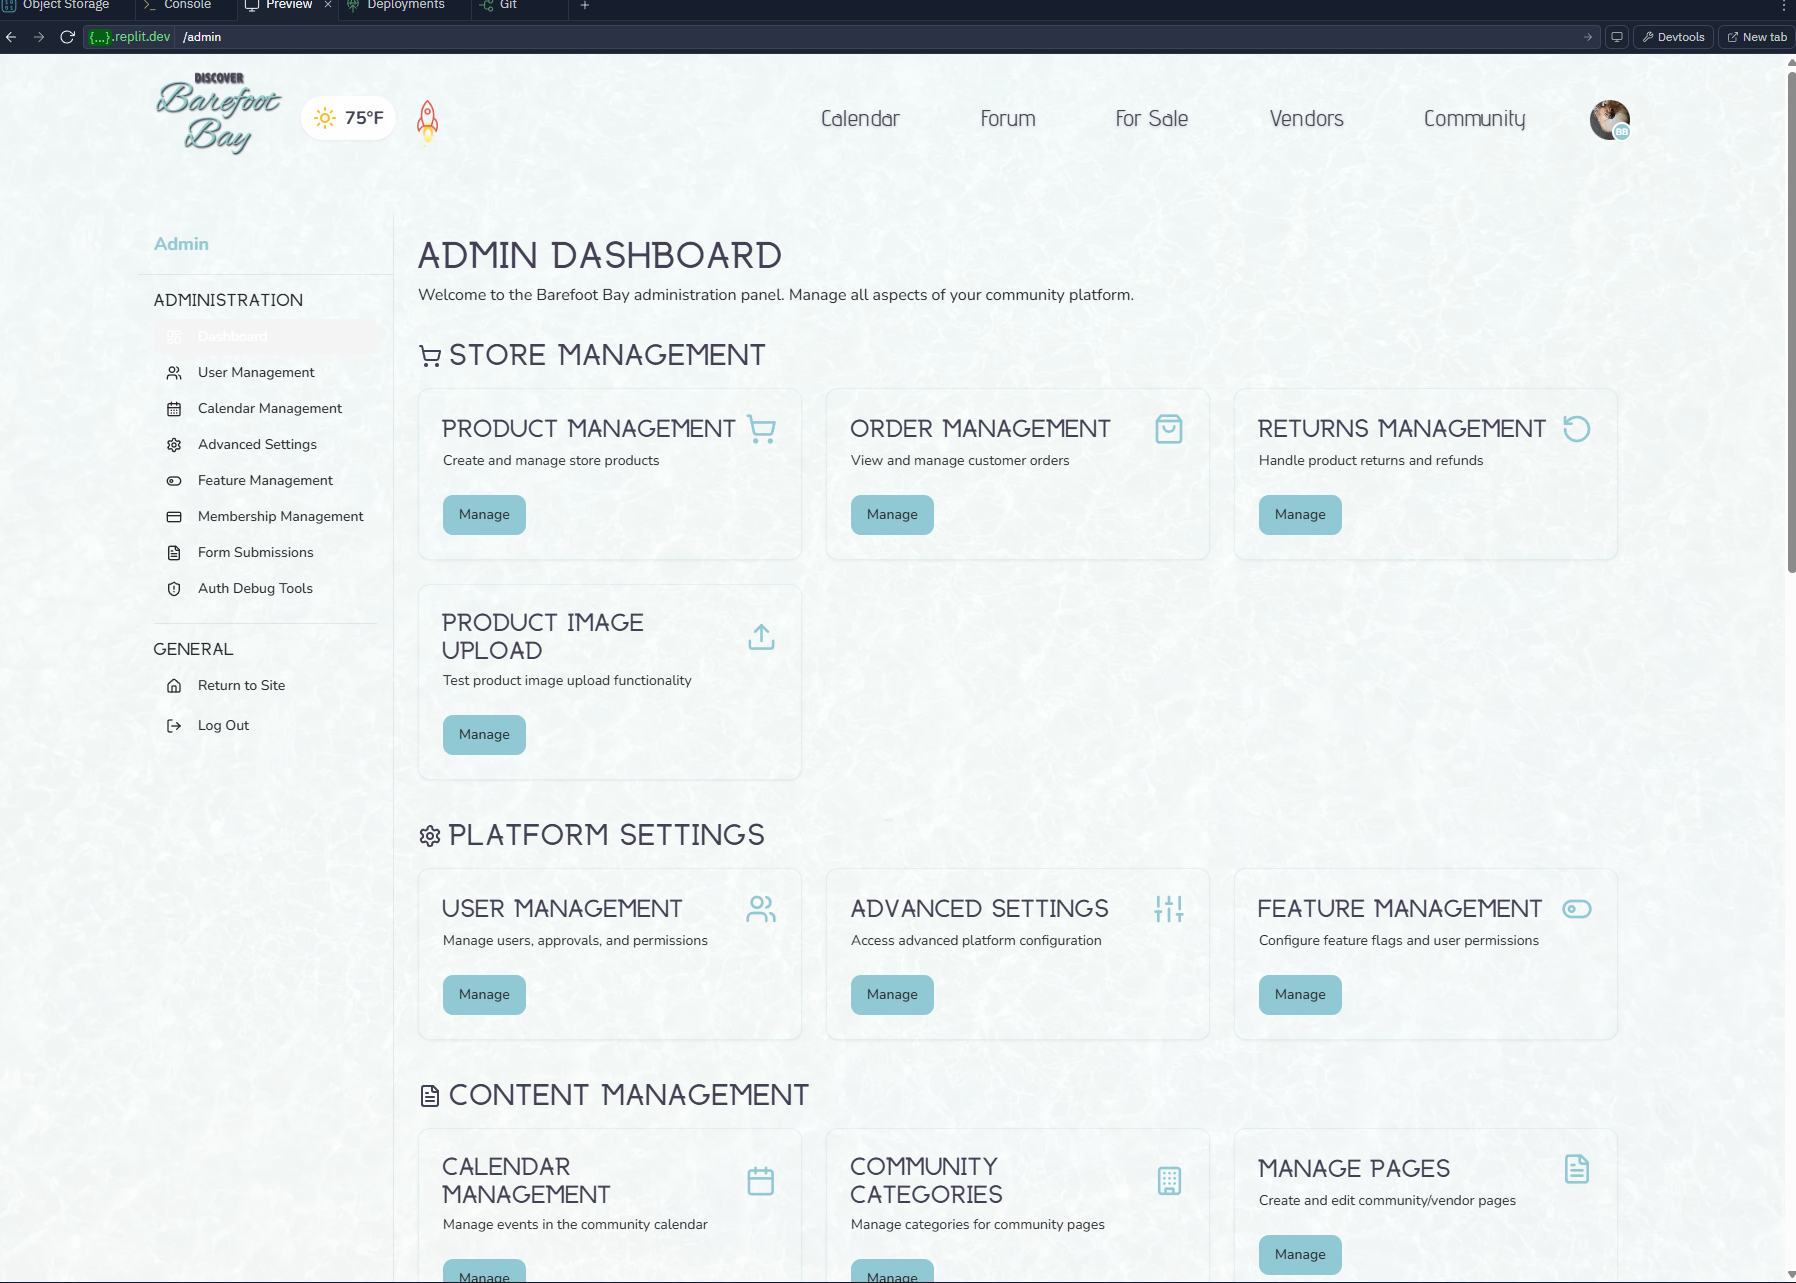 Object Storage
Console
Preview
Deployments
Git
{...}.replit.dev /admin
Devtools
New tab
DISCOVER
Barefoot
Bay
75°F
Calendar
Forum
For Sale
Vendors
Community
BB
Admin
ADMINISTRATION
Dashboard
User Management
Calendar Management
Advanced Settings
Feature Management
Membership Management
Form Submissions
Auth Debug Tools
GENERAL
Return to Site
Log Out
ADMIN DASHBOARD
Welcome to the Barefoot Bay administration panel. Manage all aspects of your community platform.
STORE MANAGEMENT
PRODUCT MANAGEMENT
Create and manage store products
Manage
ORDER MANAGEMENT
View and manage customer orders
Manage
RETURNS MANAGEMENT
Handle product returns and refunds
Manage
PRODUCT IMAGE
UPLOAD
Test product image upload functionality
Manage
PLATFORM SETTINGS
USER MANAGEMENT
Manage users, approvals, and permissions
Manage
ADVANCED SETTINGS
Access advanced platform configuration
Manage
FEATURE MANAGEMENT
Configure feature flags and user permissions
Manage
CONTENT MANAGEMENT
CALENDAR
MANAGEMENT
Manage events in the community calendar
Manage
COMMUNITY
CATEGORIES
Manage categories for community pages
Manage
MANAGE PAGES
Create and edit community/vendor pages
Manage